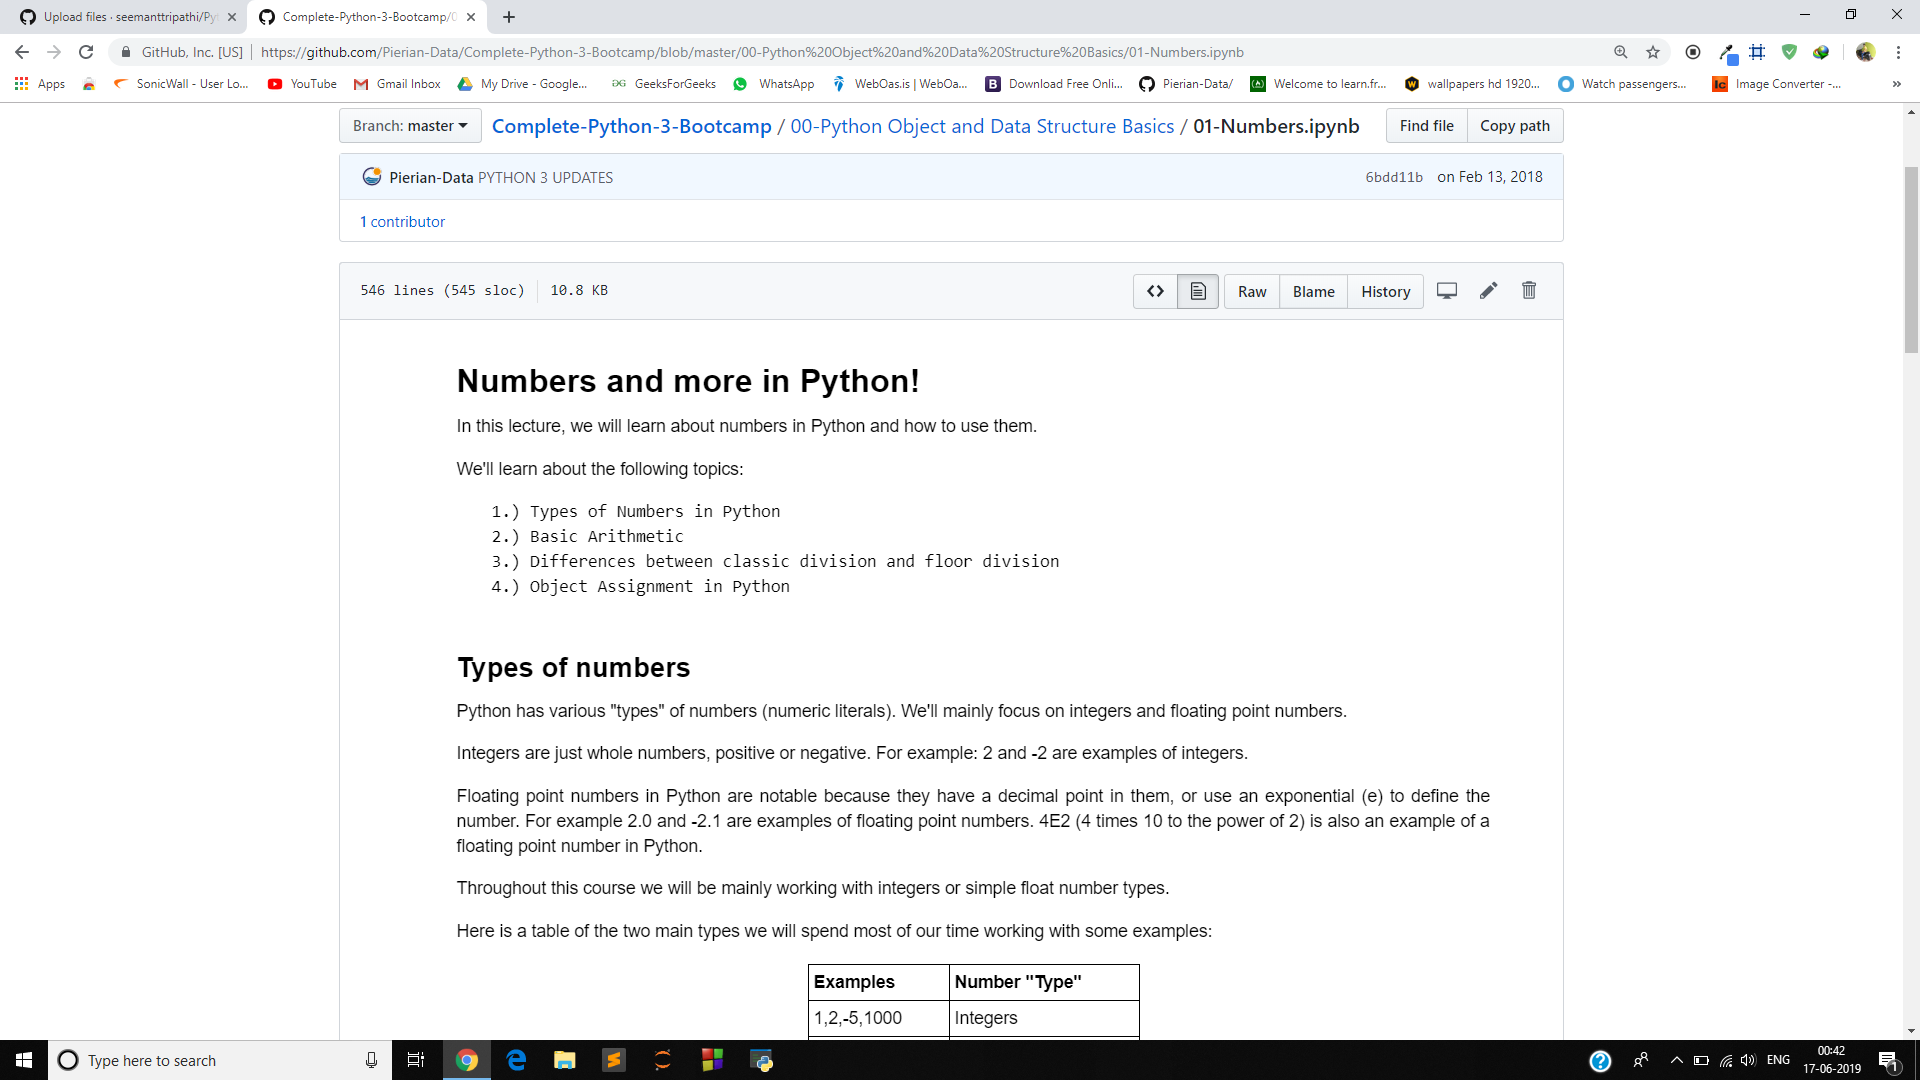 Upload files · seemanttripathi/Py
Complete-Python-3-Bootcamp/0
GitHub, Inc. [US]
https://github.com/Pierian-Data/Complete-Python-3-Bootcamp/blob/master/00-Python%20Object%20and%20Data%20Structure%20Basics/01-Numbers.ipynb
Apps
SonicWall - User Lo...
YouTube
Gmail Inbox
My Drive - Google...
GeeksForGeeks
WhatsApp
WebOas.is | WebOa...
Download Free Onli...
Pierian-Data/
Welcome to learn.fr...
wallpapers hd 1920...
Watch passengers...
Image Converter -...
Branch: master
Complete-Python-3-Bootcamp / 00-Python Object and Data Structure Basics / 01-Numbers.ipynb
Find file
Copy path
Pierian-Data PYTHON 3 UPDATES
6bdd11b on Feb 13, 2018
1 contributor
546 lines (545 sloc)
10.8 KB
Raw
Blame
History
Numbers and more in Python!
In this lecture, we will learn about numbers in Python and how to use them.
We'll learn about the following topics:
1.) Types of Numbers in Python
2.) Basic Arithmetic
3.) Differences between classic division and floor division
4.) Object Assignment in Python
Types of numbers
Python has various "types" of numbers (numeric literals). We'll mainly focus on integers and floating point numbers.
Integers are just whole numbers, positive or negative. For example: 2 and -2 are examples of integers.
Floating point numbers in Python are notable because they have a decimal point in them, or use an exponential (e) to define the
number. For example 2.0 and -2.1 are examples of floating point numbers. 4E2 (4 times 10 to the power of 2) is also an example of a
floating point number in Python.
Throughout this course we will be mainly working with integers or simple float number types.
Here is a table of the two main types we will spend most of our time working with some examples:
Examples
Number "Type"
1,2,-5,1000
Integers
Type here to search
ENG
00:42
17-06-2019
1